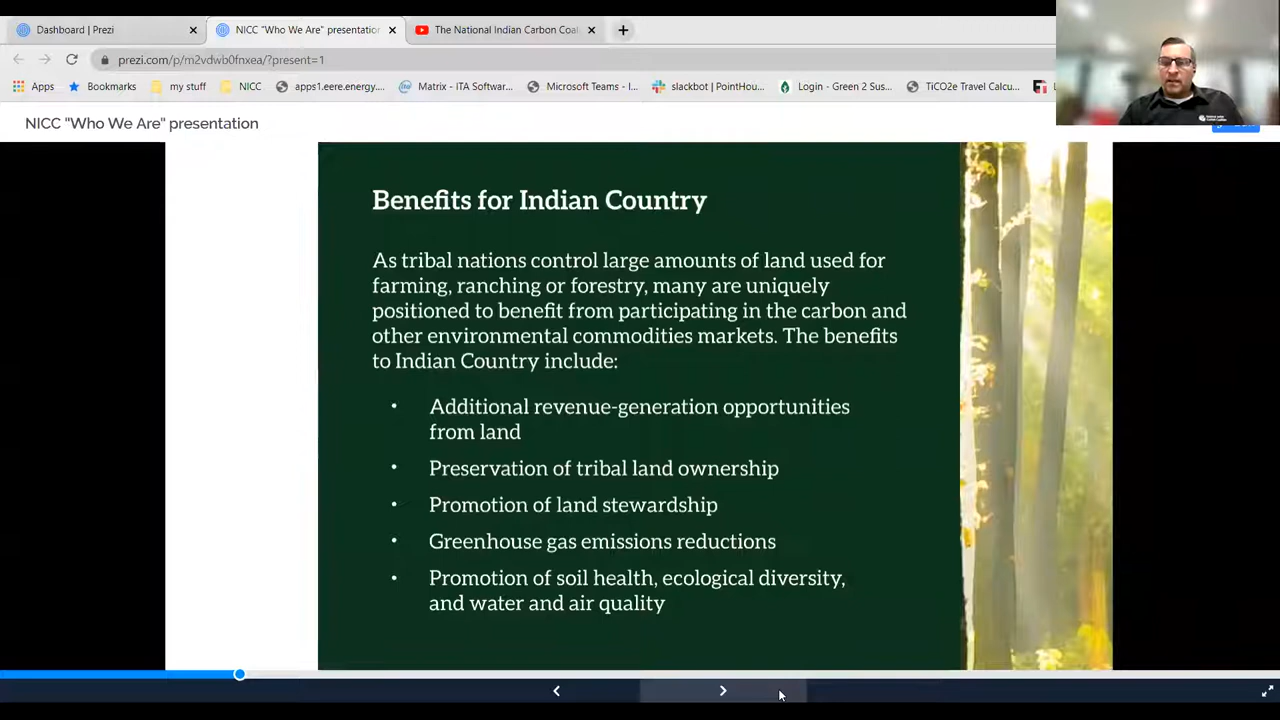 Dashboard | Prezi
NICC "Who We Are" presentation
The National Indian Carbon Coal
prezi.com/p/m2vdwb0fnxea/?present=1
Apps
Bookmarks
my stuff
NICC
apps1.eere.energy....
Matrix - ITA Softwar...
Microsoft Teams - l...
slackbot | PointHou...
Login - Green 2 Sus...
TiCO2e Travel Calcu...
NICC "Who We Are" presentation
Benefits for Indian Country
As tribal nations control large amounts of land used for
farming, ranching or forestry, many are uniquely
positioned to benefit from participating in the carbon and
other environmental commodities markets. The benefits
to Indian Country include:
• Additional revenue-generation opportunities
from land
• Preservation of tribal land ownership
• Promotion of land stewardship
• Greenhouse gas emissions reductions
• Promotion of soil health, ecological diversity,
and water and air quality